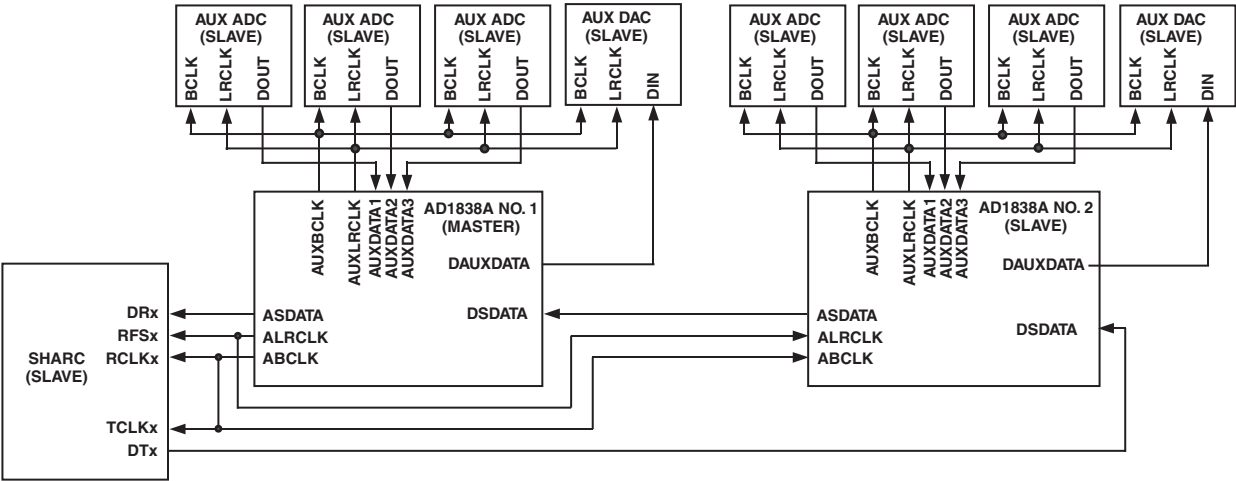 AUX ADC
(SLAVE)
BCLK
LRCLK
DOUT
AUX ADC
(SLAVE)
BCLK
LRCLK
DOUT
AUX ADC
(SLAVE)
BCLK
LRCLK
DOUT
AUX DAC
(SLAVE)
BCLK
LRCLK
DIN
AUX ADC
(SLAVE)
BCLK
LRCLK
DOUT
AUX ADC
(SLAVE)
BCLK
LRCLK
DOUT
AUX ADC
(SLAVE)
BCLK
LRCLK
DOUT
AUX DAC
(SLAVE)
BCLK
LRCLK
DIN
AUXBCLK
AUXLRCLK
AUXDATA1
AUXDATA2
AUXDATA3
AD1838A NO. 1
(MASTER)
DAUXDATA
ASDATA
DSDATA
ALRCLK
ABCLK
AUXBCLK
AUXLRCLK
AUXDATA1
AUXDATA2
AUXDATA3
AD1838A NO. 2
(SLAVE)
DAUXDATA
ASDATA
DSDATA
ALRCLK
ABCLK
SHARC
(SLAVE)
DRx
RFSx
RCLKx
TCLKx
DTx